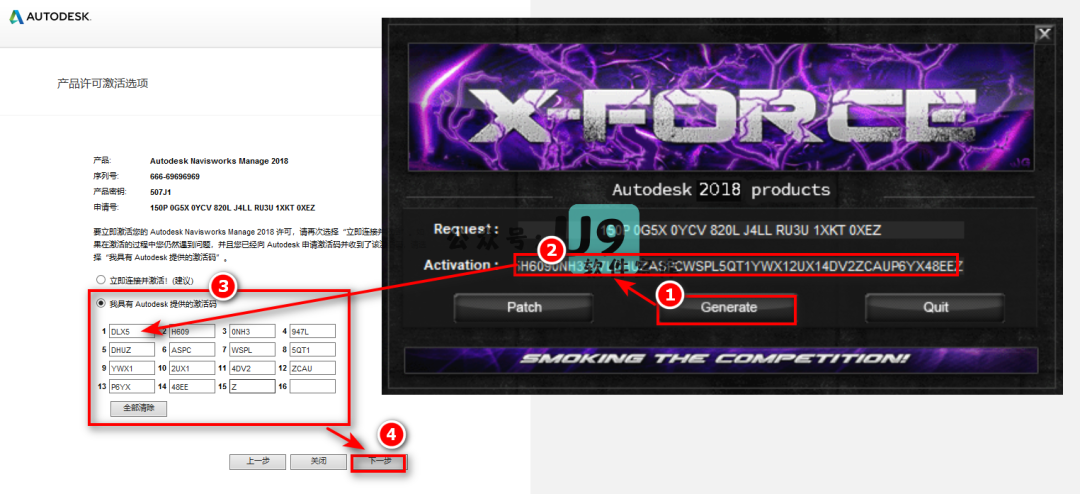 AUTODESK.
产品许可激活选项
产品: Autodesk Navisworks Manage 2018
序列号: 666-69696969
产品密钥: 507J1
申请号: 150P 0G5X 0YCV 820L J4LL RU3U 1XKT 0XEZ
要立即激活您的 Autodesk Navisworks Manage 2018 许可，请再次选择“立即连接并
果在激活的过程中您仍然遇到问题，并且您已经向 Autodesk 申请激活码并收到了该激
择“我具有 Autodesk 提供的激活码”。
立即连接并激活! (建议)
3
我具有 Autodesk 提供的激活码
1 DLX5 2 H609 3 0NH3 4 947L
5 DHUZ 6 ASPC 7 WSPL 8 5QT1
9 YWX1 10 2UX1 11 4DV2 12 ZCAU
13 P6YX 14 48EE 15 Z 16
全部清除
4
上一步 关闭 下一步
X
X-FORCE
JG
Autodesk 2018 products
Request: 150P 0G5X 0YCV 820L J4LL RU3U 1XKT 0XEZ
公众号: U9
2
Activation: ASPCWSPL5QT1YWX12UX14DV2ZCAUP6YX48EEZ
1
Patch Generate Quit
SMOKING THE COMPETITION!